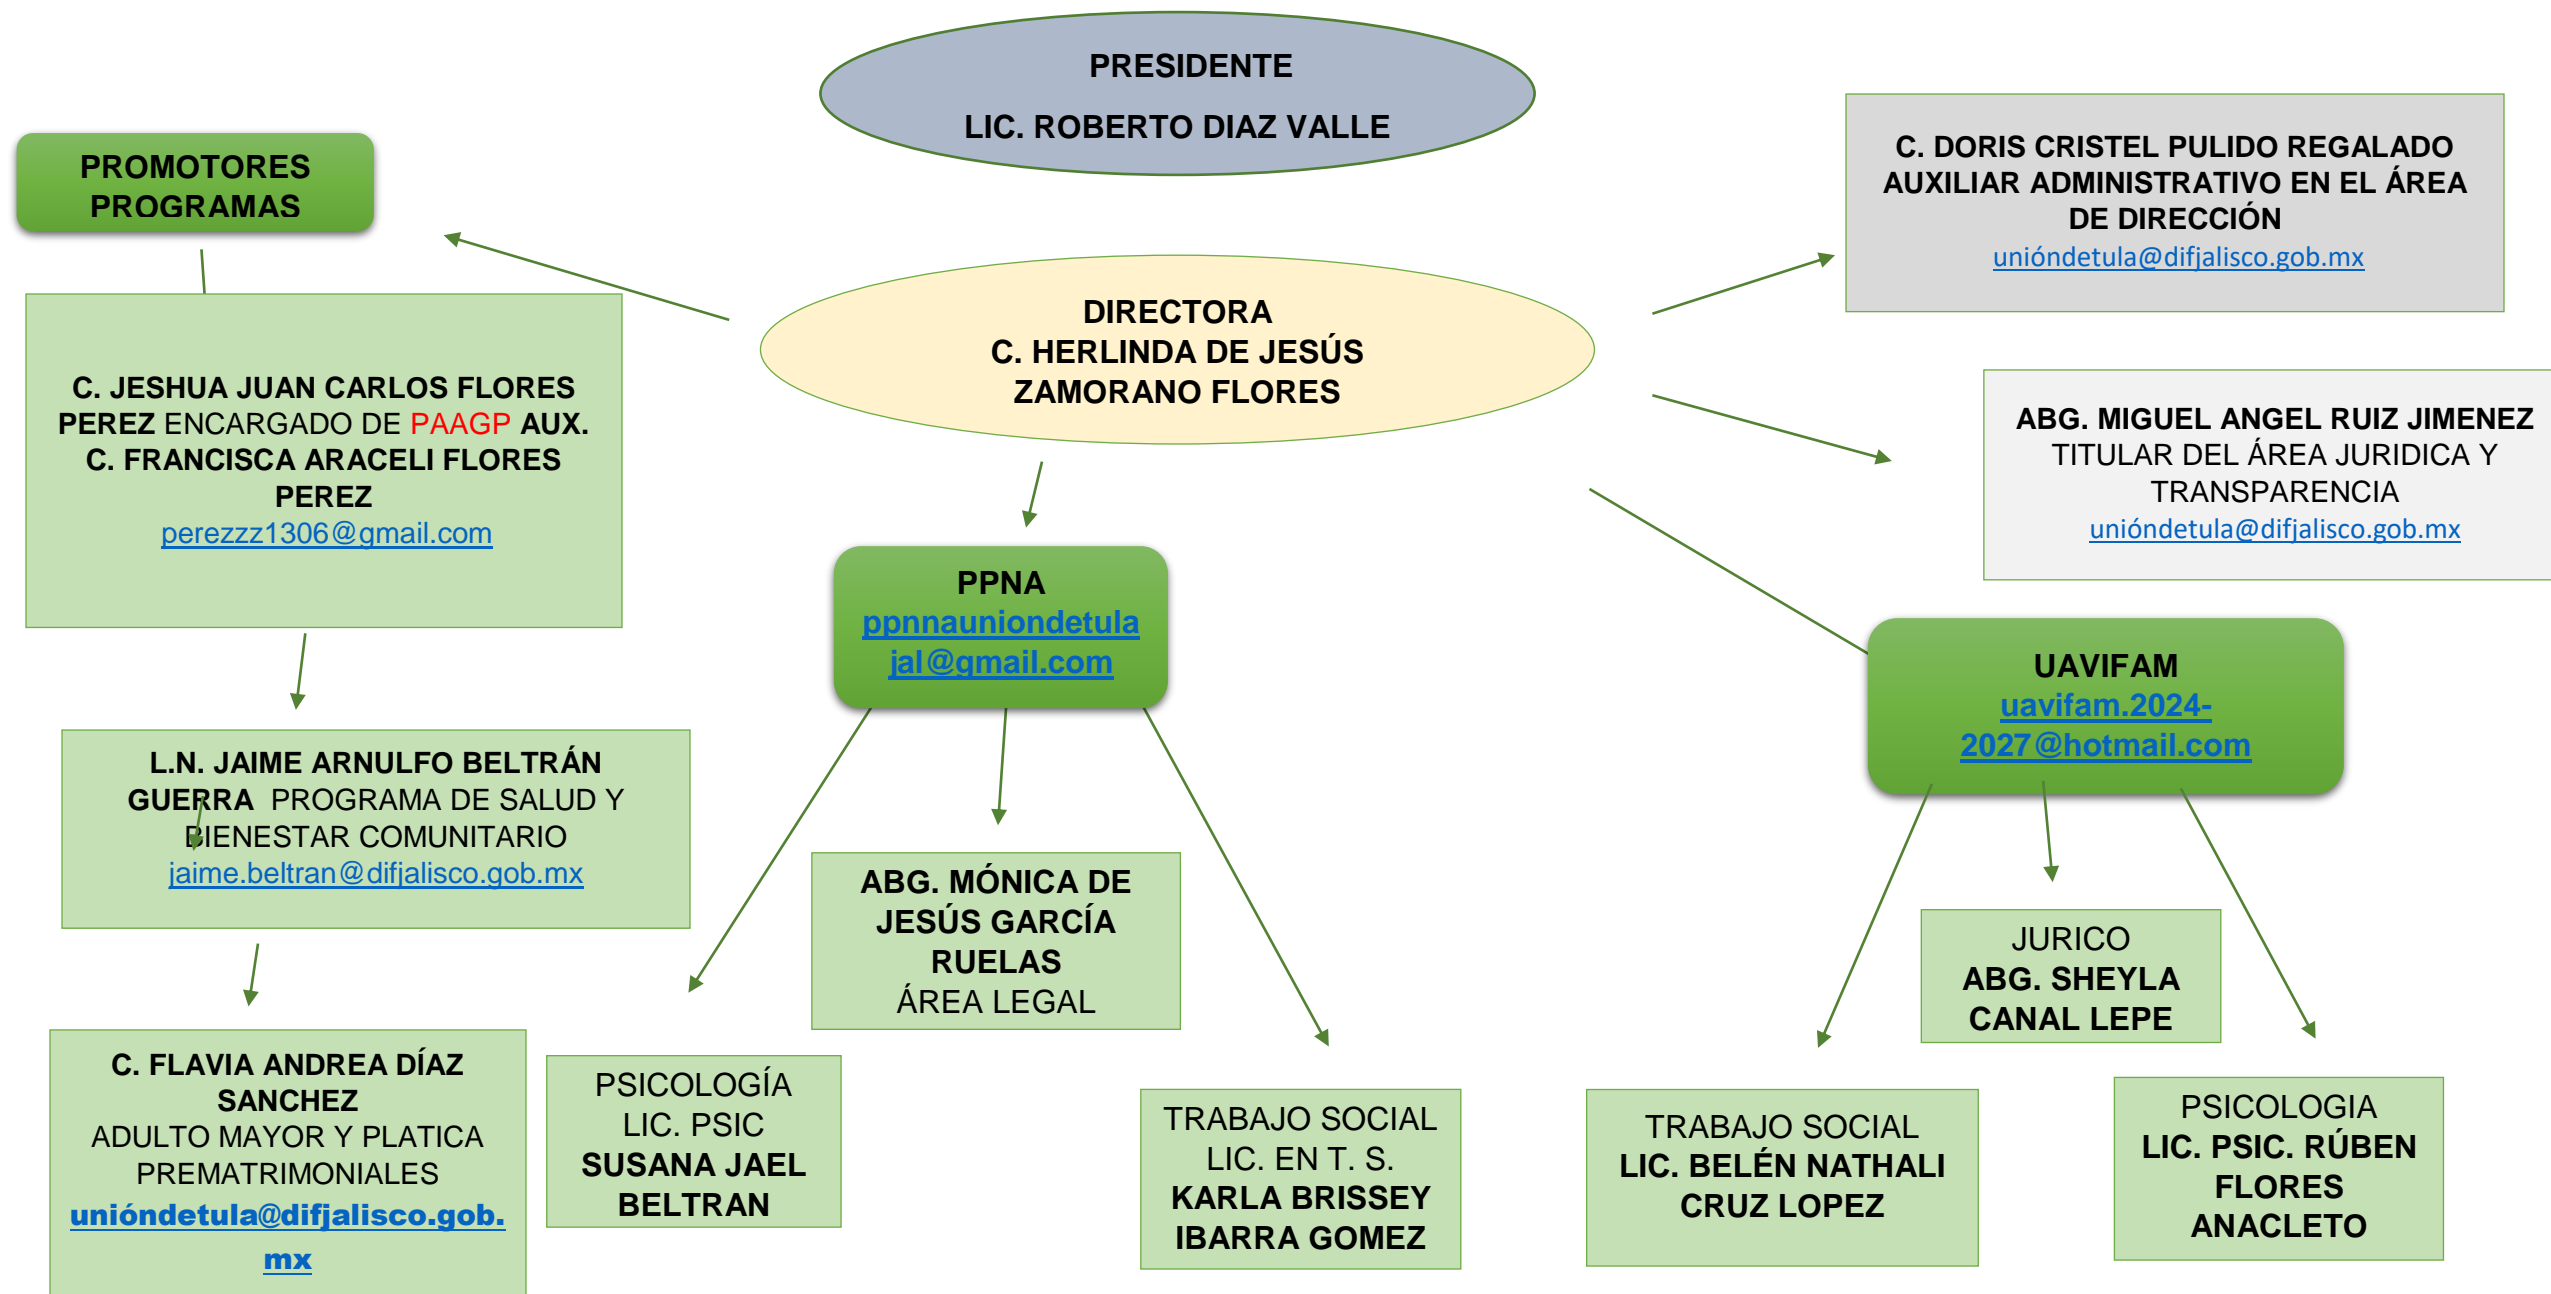 PRESIDENTE
LIC. ROBERTO DIAZ VALLE
PROMOTORES
PROGRAMAS
C. DORIS CRISTEL PULIDO REGALADO
AUXILIAR ADMINISTRATIVO EN EL ÁREA
DE DIRECCIÓN
unióndetula@difjalisco.gob.mx
DIRECTORA
C. HERLINDA DE JESÚS
ZAMORANO FLORES
C. JESHUA JUAN CARLOS FLORES
PEREZ ENCARGADO DE PAAGP AUX.
C. FRANCISCA ARACELI FLORES
PEREZ
perezzz1306@gmail.com
ABG. MIGUEL ANGEL RUIZ JIMENEZ
TITULAR DEL ÁREA JURIDICA Y
TRANSPARENCIA
unióndetula@difjalisco.gob.mx
PPNA
ppnnauniondetula
jal@gmail.com
UAVIFAM
uavifam.2024-
2027@hotmail.com
L.N. JAIME ARNULFO BELTRÁN
GUERRA PROGRAMA DE SALUD Y
BIENESTAR COMUNITARIO
jaime.beltran@difjalisco.gob.mx
ABG. MÓNICA DE
JESÚS GARCÍA
RUELAS
ÁREA LEGAL
JURICO
ABG. SHEYLA
CANAL LEPE
C. FLAVIA ANDREA DÍAZ
SANCHEZ
ADULTO MAYOR Y PLATICA
PREMATRIMONIALES
unióndetula@difjalisco.gob.
mx
PSICOLOGÍA
LIC. PSIC
SUSANA JAEL
BELTRAN
TRABAJO SOCIAL
LIC. EN T. S.
KARLA BRISSEY
IBARRA GOMEZ
TRABAJO SOCIAL
LIC. BELÉN NATHALI
CRUZ LOPEZ
PSICOLOGIA
LIC. PSIC. RÚBEN
FLORES
ANACLETO